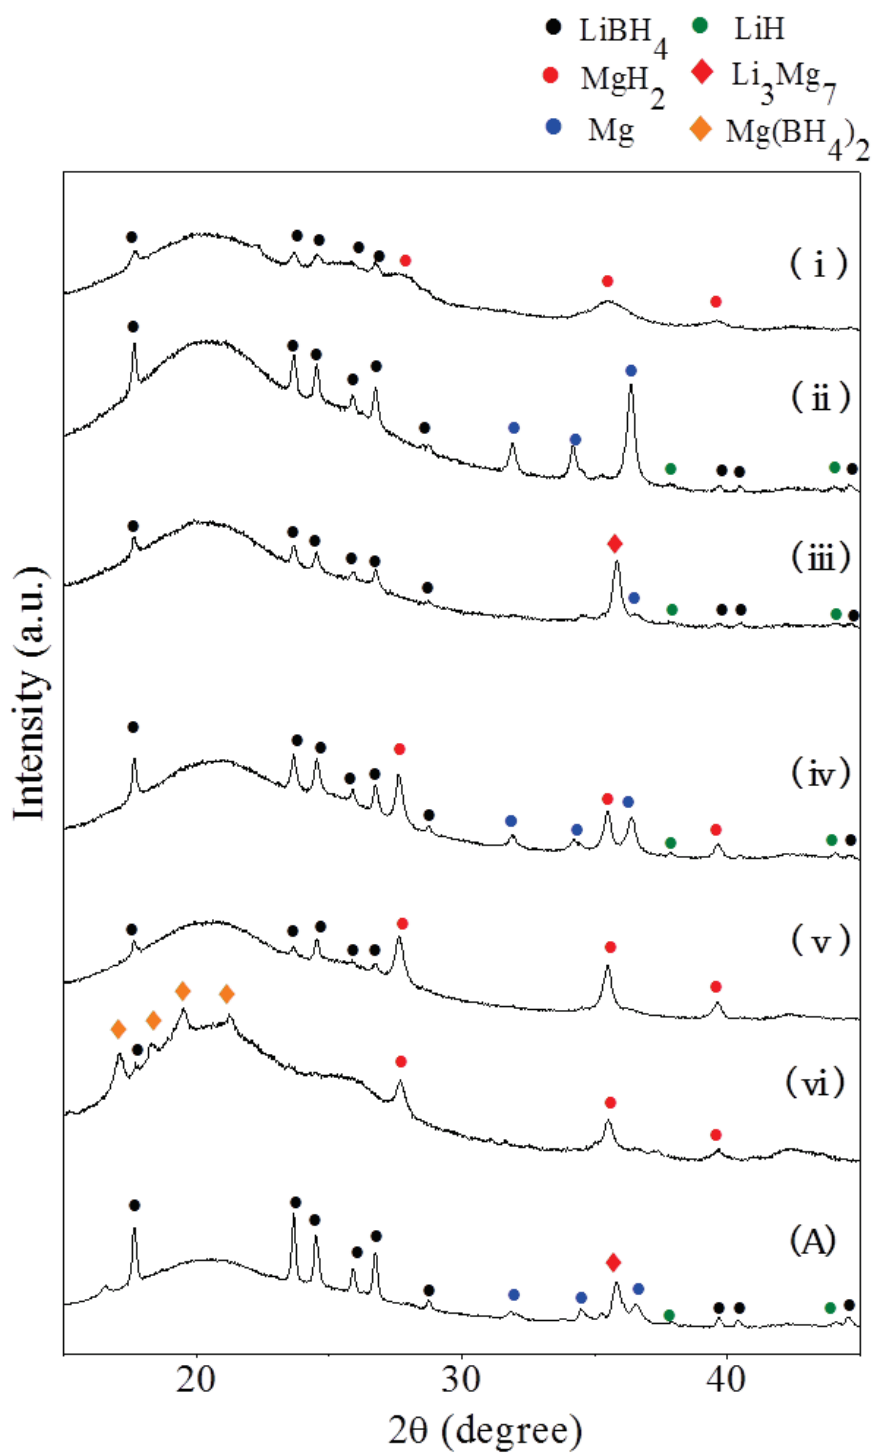 LiBH4 LiH
MgH2 Li3Mg7
Mg Mg(BH4)2
(i)
(ii)
(iii)
(iv)
(v)
(vi)
(A)
Intensity (a.u.)
20 30 40
2θ (degree)